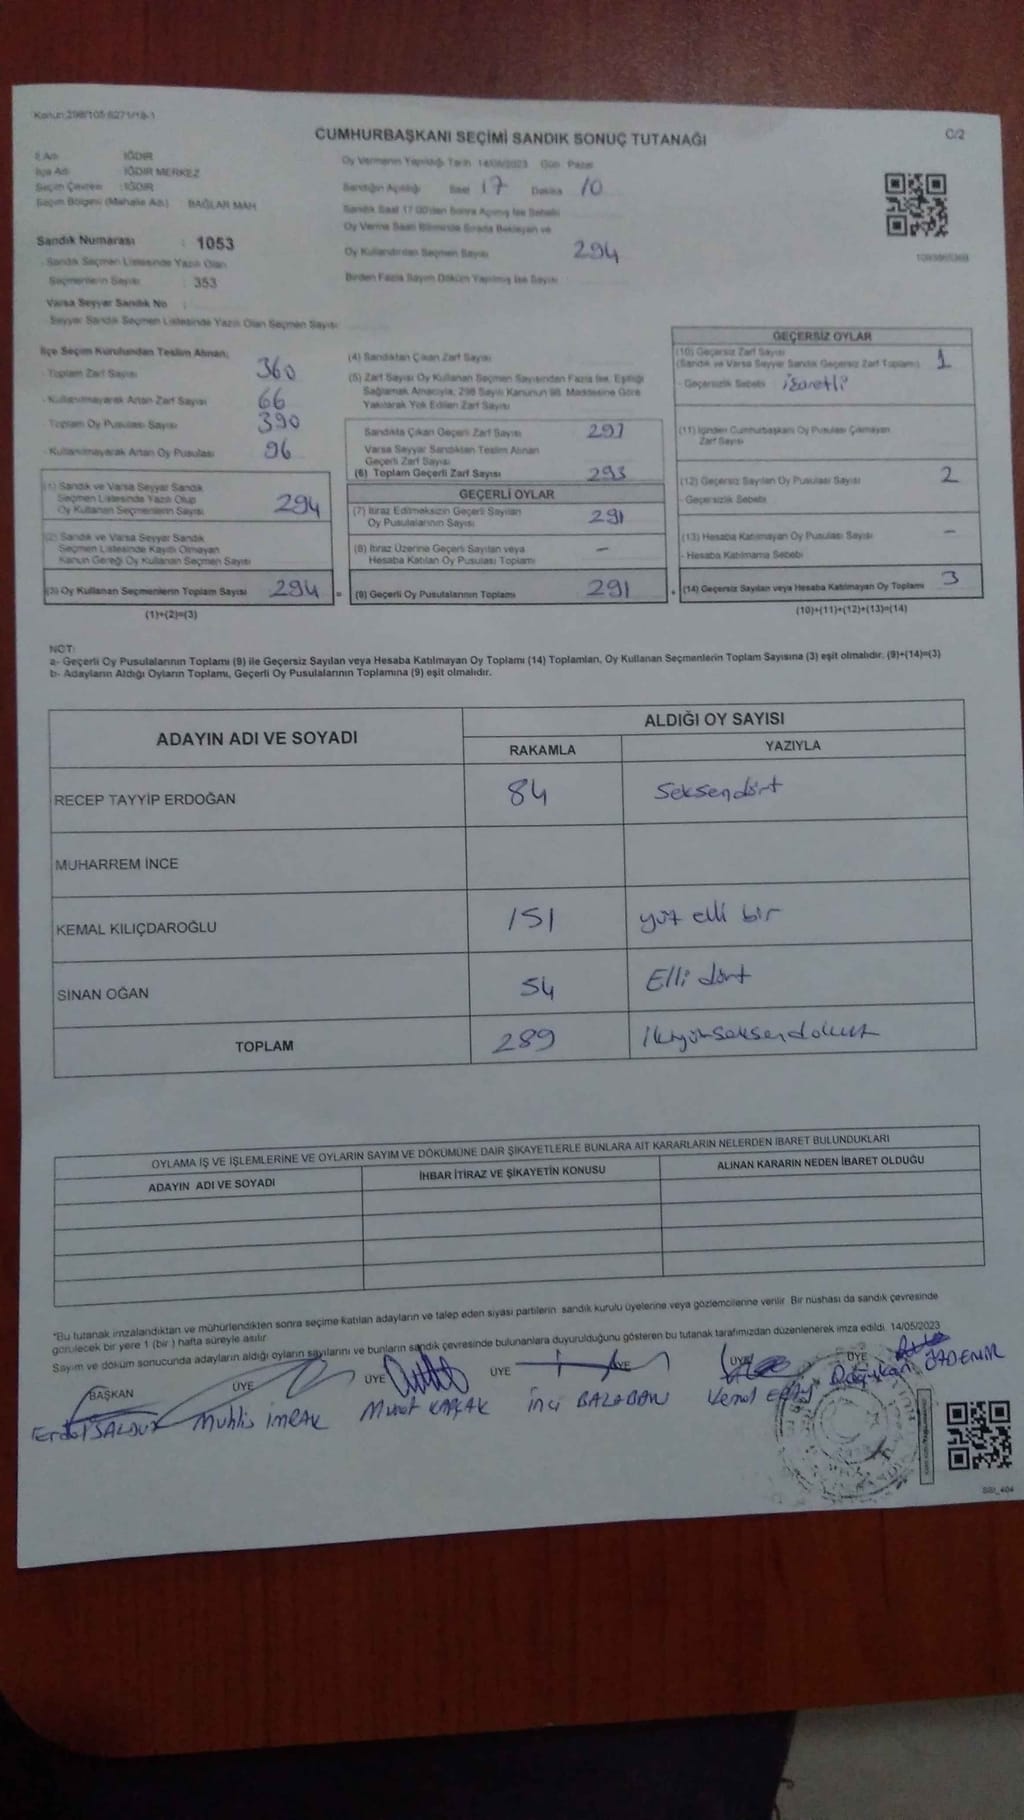 Konun:298/105-6271/19-1
CUMHURBAŞKANI SEÇİMİ SANDIK SONUÇ TUTANAĞI
C/2
İl Adı : IĞDIR
İlçe Adı : IĞDIR MERKEZ
Seçim Çevresi : IĞDIR
Seçim Bölgesi (Mahalle Adı) : BAĞLAR MAH
Sandık Numarası : 1053
- Sandık Seçmen Listesinde Yazılı Olan
Seçmenlerin Sayısı : 353
Varsa Seyyar Sandık No :
- Seyyar Sandık Seçmen Listesinde Yazılı Olan Seçmen Sayısı:
Oy Vermenin Yapıldığı Tarih 14/05/2023 Gün Pazar
Sandığın Açılışı Saat 17 Dakika 10
Sandık Saat 17:00'den Sonra Açılmış İse Sebebi
Oy Verme Saati Bitiminde Sırada Bekleyen ve
Oy Kullandırılan Seçmen Sayısı 294
Birden Fazla Sayım Döküm Yapılmış İse Sayısı
İlçe Seçim Kurulundan Teslim Alınan;
- Toplam Zarf Sayısı 360
- Kullanılmayarak Artan Zarf Sayısı 66
- Toplam Oy Pusulası Sayısı 390
- Kullanılmayarak Artan Oy Pusulası 96
(1) Sandık ve Varsa Seyyar Sandık
Seçmen Listesinde Yazılı Olup
Oy Kullanan Seçmenlerin Sayısı 294
(2) Sandık ve Varsa Seyyar Sandık
Seçmen Listesinde Kayıtlı Olmayan
Kanun Gereği Oy Kullanan Seçmen Sayısı
(3) Oy Kullanan Seçmenlerin Toplam Sayısı 294 =
(1)+(2)=(3)
(4) Sandıktan Çıkan Zarf Sayısı
(5) Zarf Sayısı Oy Kullanan Seçmen Sayısından Fazla İse, Eşitliği
Sağlamak Amacıyla, 298 Sayılı Kanunun 98. Maddesine Göre
Yakılarak Yok Edilen Zarf Sayısı
Sandıkta Çıkan Geçerli Zarf Sayısı 291
Varsa Seyyar Sandıktan Teslim Alınan
Geçerli Zarf Sayısı
(6) Toplam Geçerli Zarf Sayısı 293
GEÇERLİ OYLAR
(7) İtiraz Edilmeksizin Geçerli Sayılan
Oy Pusulalarının Sayısı 291
(8) İtiraz Üzerine Geçerli Sayılan veya
Hesaba Katılan Oy Pusulası Toplamı –
(9) Geçerli Oy Pusulalarının Toplamı 291 +
GEÇERSİZ OYLAR
(10) Geçersiz Zarf Sayısı
(Sandık ve Varsa Seyyar Sandık Geçersiz Zarf Toplamı) 1
- Geçersizlik Sebebi işaretli
(11) İçinden Cumhurbaşkanı Oy Pusulası Çıkmayan
Zarf Sayısı
(12) Geçersiz Sayılan Oy Pusulası Sayısı 2
- Geçersizlik Sebebi
(13) Hesaba Katılmayan Oy Pusulası Sayısı –
- Hesaba Katılmama Sebebi
(14) Geçersiz Sayılan veya Hesaba Katılmayan Oy Toplamı 3
(10)+(11)+(12)+(13)=(14)
NOT:
a- Geçerli Oy Pusulalarının Toplamı (9) ile Geçersiz Sayılan veya Hesaba Katılmayan Oy Toplamı (14) Toplamları, Oy Kullanan Seçmenlerin Toplam Sayısına (3) eşit olmalıdır. (9)+(14)=(3)
b- Adayların Aldığı Oyların Toplamı, Geçerli Oy Pusulalarının Toplamına (9) eşit olmalıdır.
ADAYIN ADI VE SOYADI
ALDIĞI OY SAYISI
RAKAMLA YAZIYLA
RECEP TAYYİP ERDOĞAN 84 Seksendört
MUHARREM İNCE
KEMAL KILIÇDAROĞLU 151 yüz elli bir
SİNAN OĞAN 54 Elli dört
TOPLAM 289 İkiyüzseksendokuz
OYLAMA İŞ VE İŞLEMLERİNE VE OYLARIN SAYIM VE DÖKÜMÜNE DAİR ŞİKAYETLERLE BUNLARA AİT KARARLARIN NELERDEN İBARET BULUNDUKLARI
ADAYIN ADI VE SOYADI İHBAR İTİRAZ VE ŞİKAYETİN KONUSU ALINAN KARARIN NEDEN İBARET OLDUĞU
*Bu tutanak imzalandıktan ve mühürlendikten sonra seçime katılan adayların ve talep eden siyasi partilerin sandık kurulu üyelerine veya gözlemcilerine verilir. Bir nüshası da sandık çevresinde
görülecek bir yere 1 (bir) hafta süreyle asılır.
Sayım ve döküm sonucunda adayların aldığı oyların sayılarını ve bunların sandık çevresinde bulunanlara duyurulduğunu gösteren bu tutanak tarafımızdan düzenlenerek imza edildi. 14/05/2023
BAŞKAN ÜYE ÜYE ÜYE ÜYE ÜYE ÜYE
Muhlis İMRAK Murat KAÇAK İnci BALABAN Kemal Doğukan ÖZDEMİR